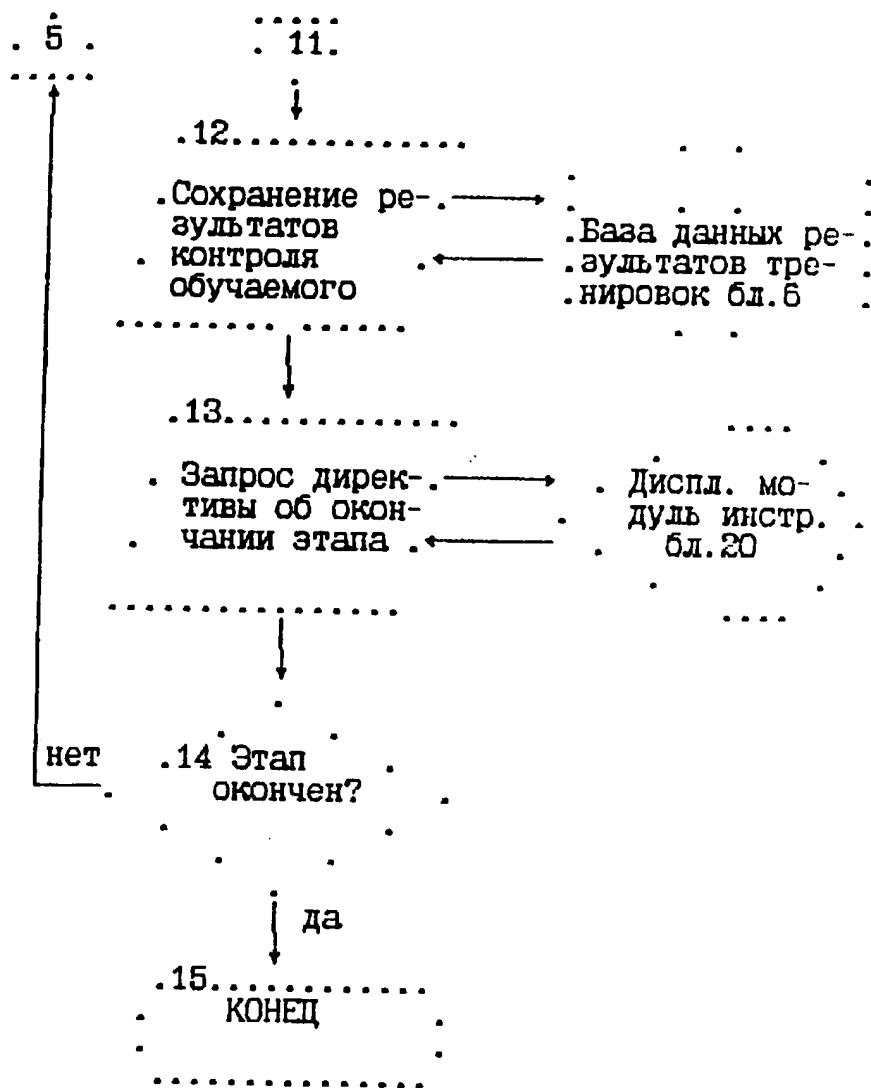 5
11.
12
Сохранение ре-
зультатов
контроля
обучаемого
База данных ре-
зультатов тре-
нировок бл.6
13
Запрос дирек-
тивы об окон-
чании этапа
Диспл. мо-
дуль инстр.
бл.20
нет
14 Этап
окончен?
да
15
КОНЕЦ